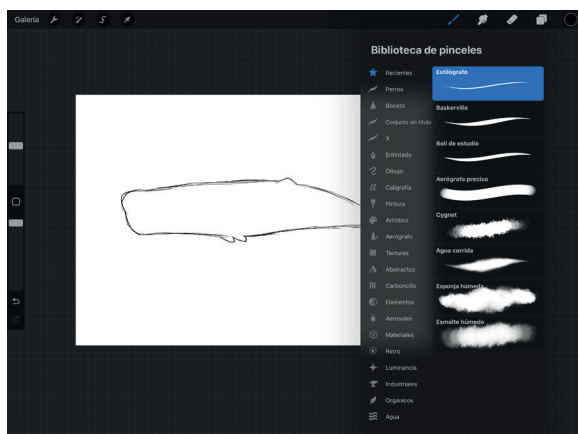 Galería
Biblioteca de pinceles
Recientes
Perros
Boceto
Conjunto sin título
X
Entintado
Dibujo
Caligrafía
Pintura
Artístico
Aerógrafo
Texturas
Abstractos
Carboncillo
Elementos
Aerosoles
Materiales
Retro
Luminancia
Industriales
Orgánicos
Agua
Estilógrafo
Baskerville
Boli de estudio
Aerógrafo preciso
Cygnet
Agua corrida
Esponja húmeda
Esmalte húmedo